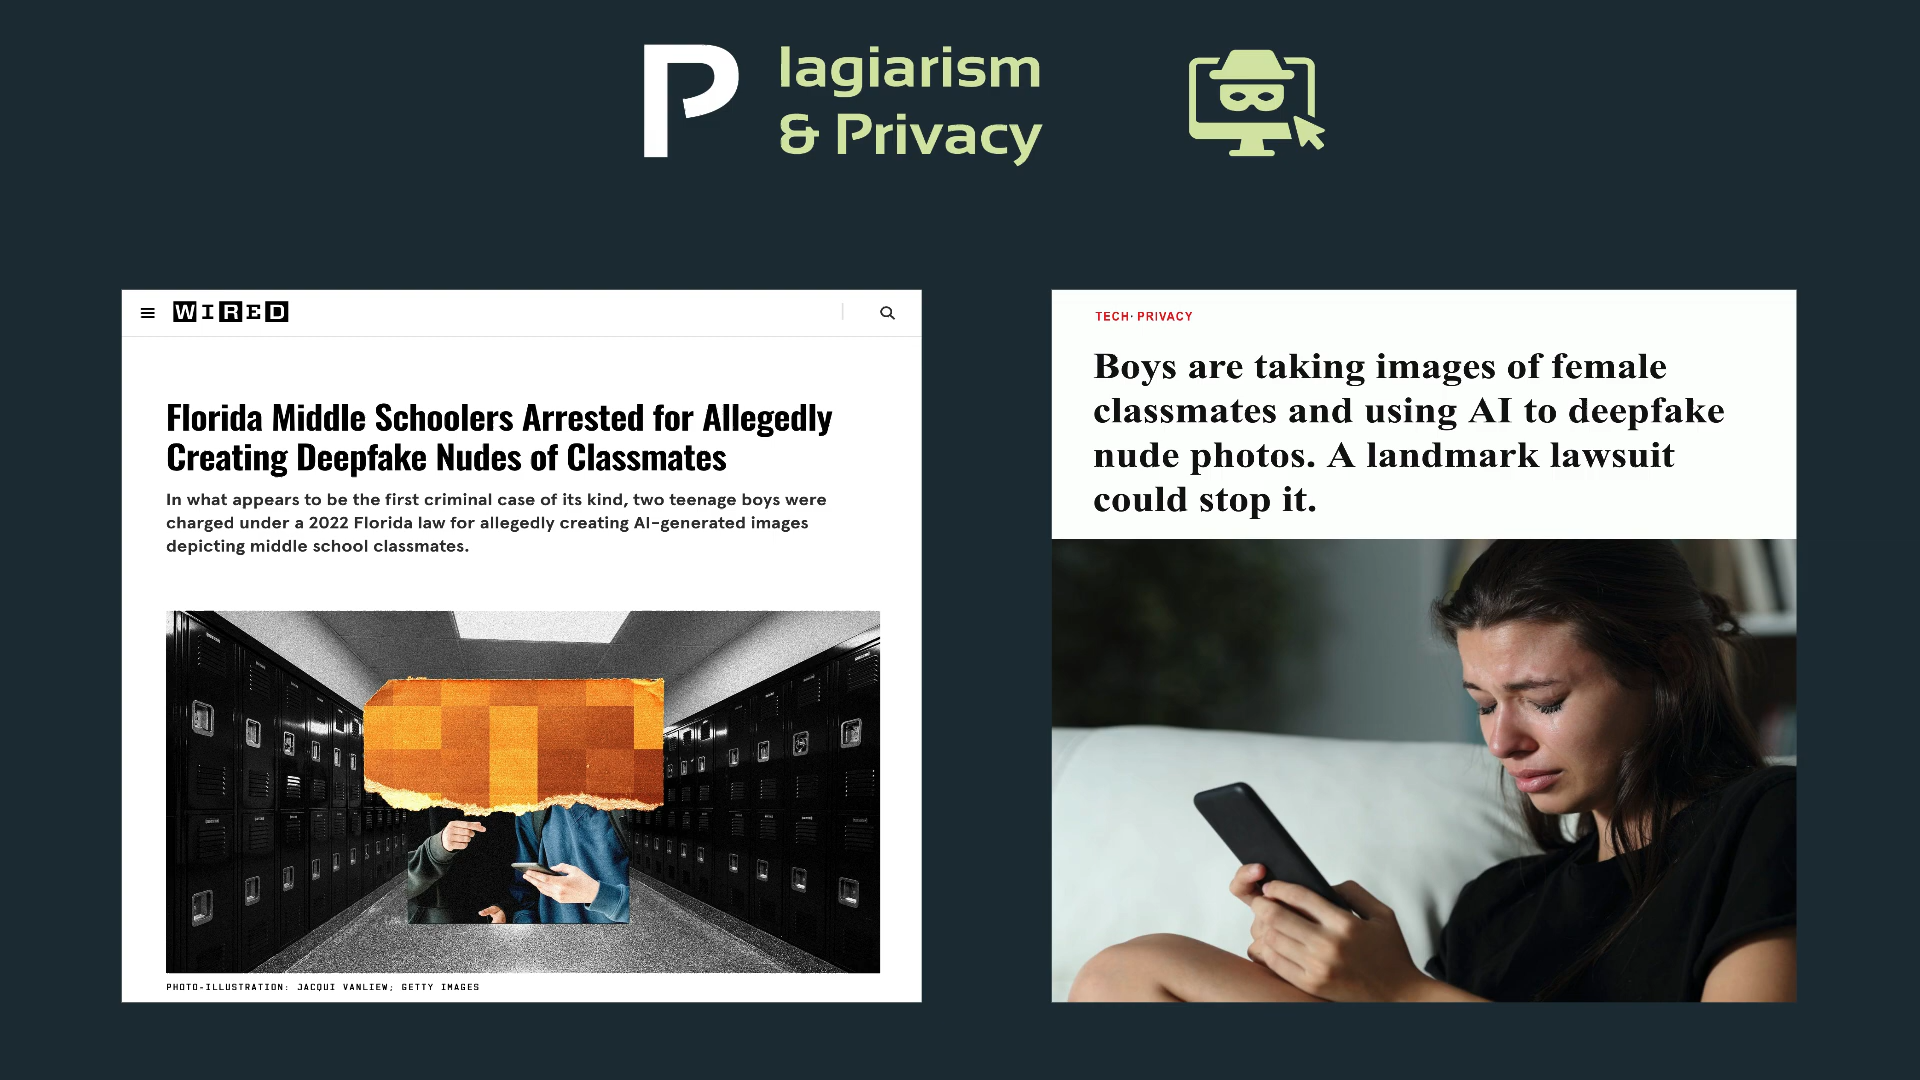 Plagiarism
& Privacy
WIRED
Florida Middle Schoolers Arrested for Allegedly
Creating Deepfake Nudes of Classmates
In what appears to be the first criminal case of its kind, two teenage boys were
charged under a 2022 Florida law for allegedly creating AI-generated images
depicting middle school classmates.
PHOTO-ILLUSTRATION: JACQUI VANLIEW; GETTY IMAGES
TECH· PRIVACY
Boys are taking images of female
classmates and using AI to deepfake
nude photos. A landmark lawsuit
could stop it.